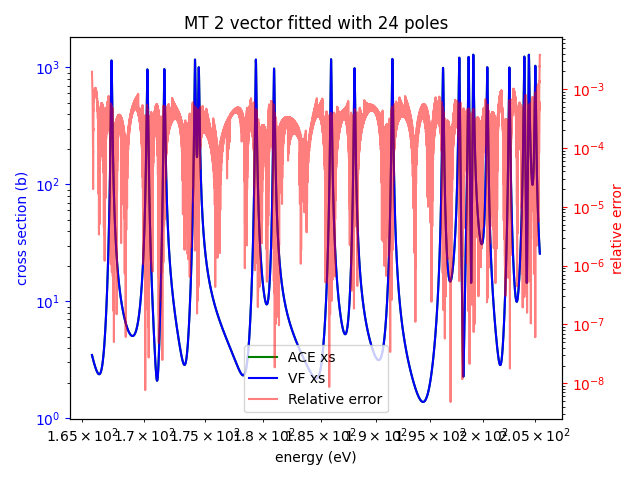 MT 2 vector fitted with 24 poles
10³
10²
10¹
10⁰
cross section (b)
10⁻³
10⁻⁴
10⁻⁵
10⁻⁶
10⁻⁷
10⁻⁸
relative error
ACE xs
VF xs
Relative error
1.65 × 10² 1.7 × 10² 1.75 × 10² 1.8 × 10² 1.85 × 10² 1.9 × 10² 1.95 × 10² 2 × 10² 2.05 × 10²
energy (eV)